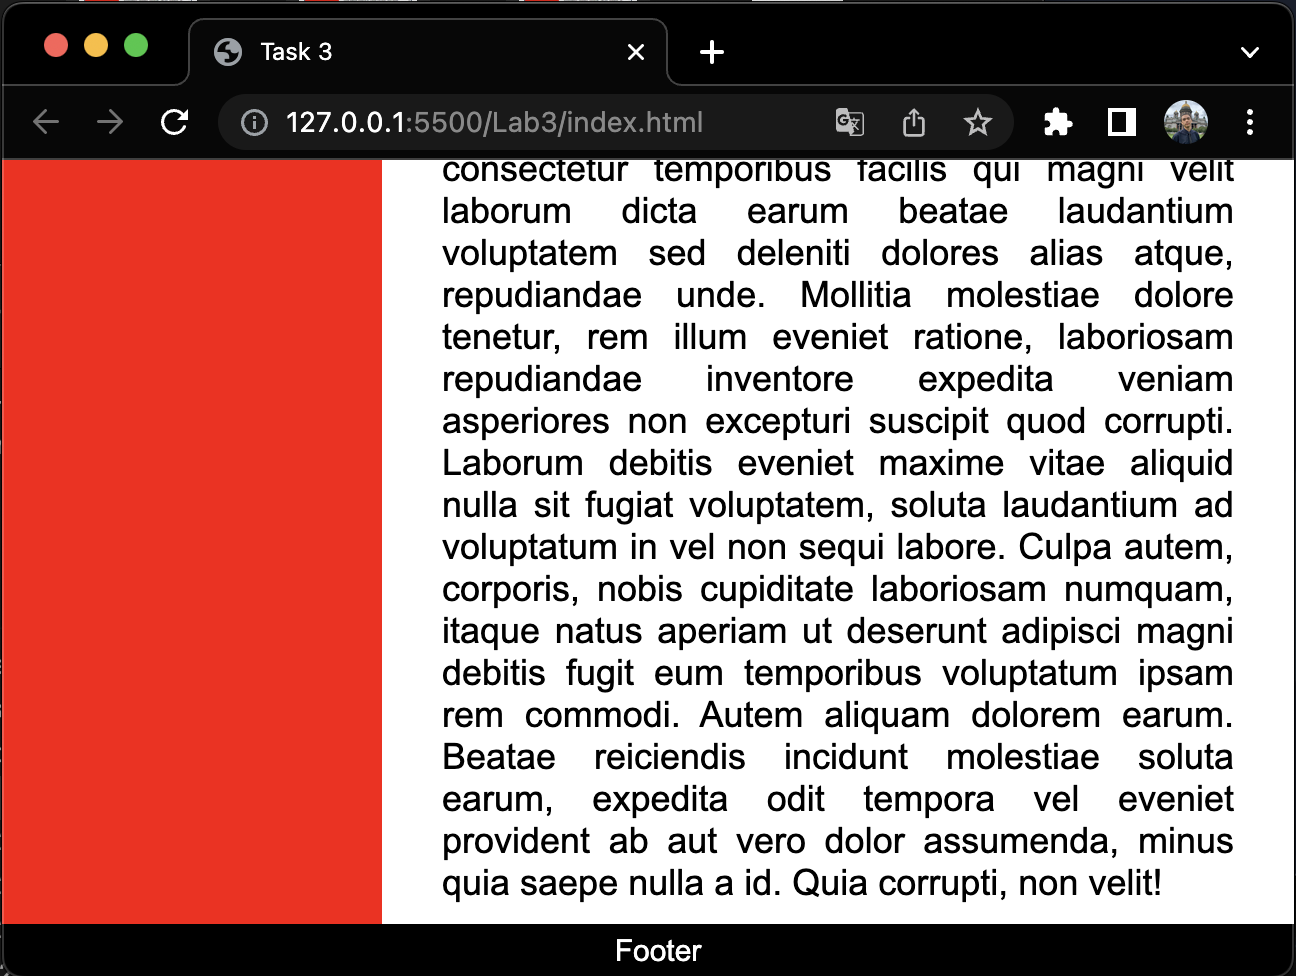 Task 3
127.0.0.1:5500/Lab3/index.html
consectetur temporibus facilis qui magni velit
laborum dicta earum beatae laudantium
voluptatem sed deleniti dolores alias atque,
repudiandae unde. Mollitia molestiae dolore
tenetur, rem illum eveniet ratione, laboriosam
repudiandae inventore expedita veniam
asperiores non excepturi suscipit quod corrupti.
Laborum debitis eveniet maxime vitae aliquid
nulla sit fugiat voluptatem, soluta laudantium ad
voluptatum in vel non sequi labore. Culpa autem,
corporis, nobis cupiditate laboriosam numquam,
itaque natus aperiam ut deserunt adipisci magni
debitis fugit eum temporibus voluptatum ipsam
rem commodi. Autem aliquam dolorem earum.
Beatae reiciendis incidunt molestiae soluta
earum, expedita odit tempora vel eveniet
provident ab aut vero dolor assumenda, minus
quia saepe nulla a id. Quia corrupti, non velit!
Footer